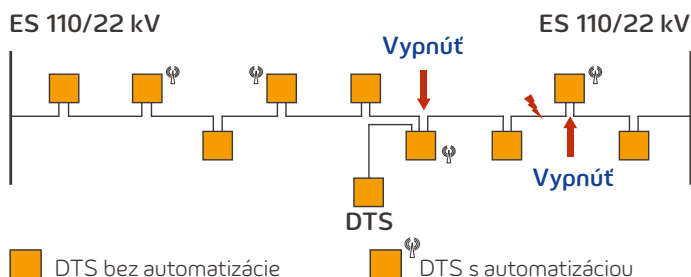 ES 110/22 kV
ES 110/22 kV
Vypnúť
Vypnúť
DTS
DTS bez automatizácie
DTS s automatizáciou